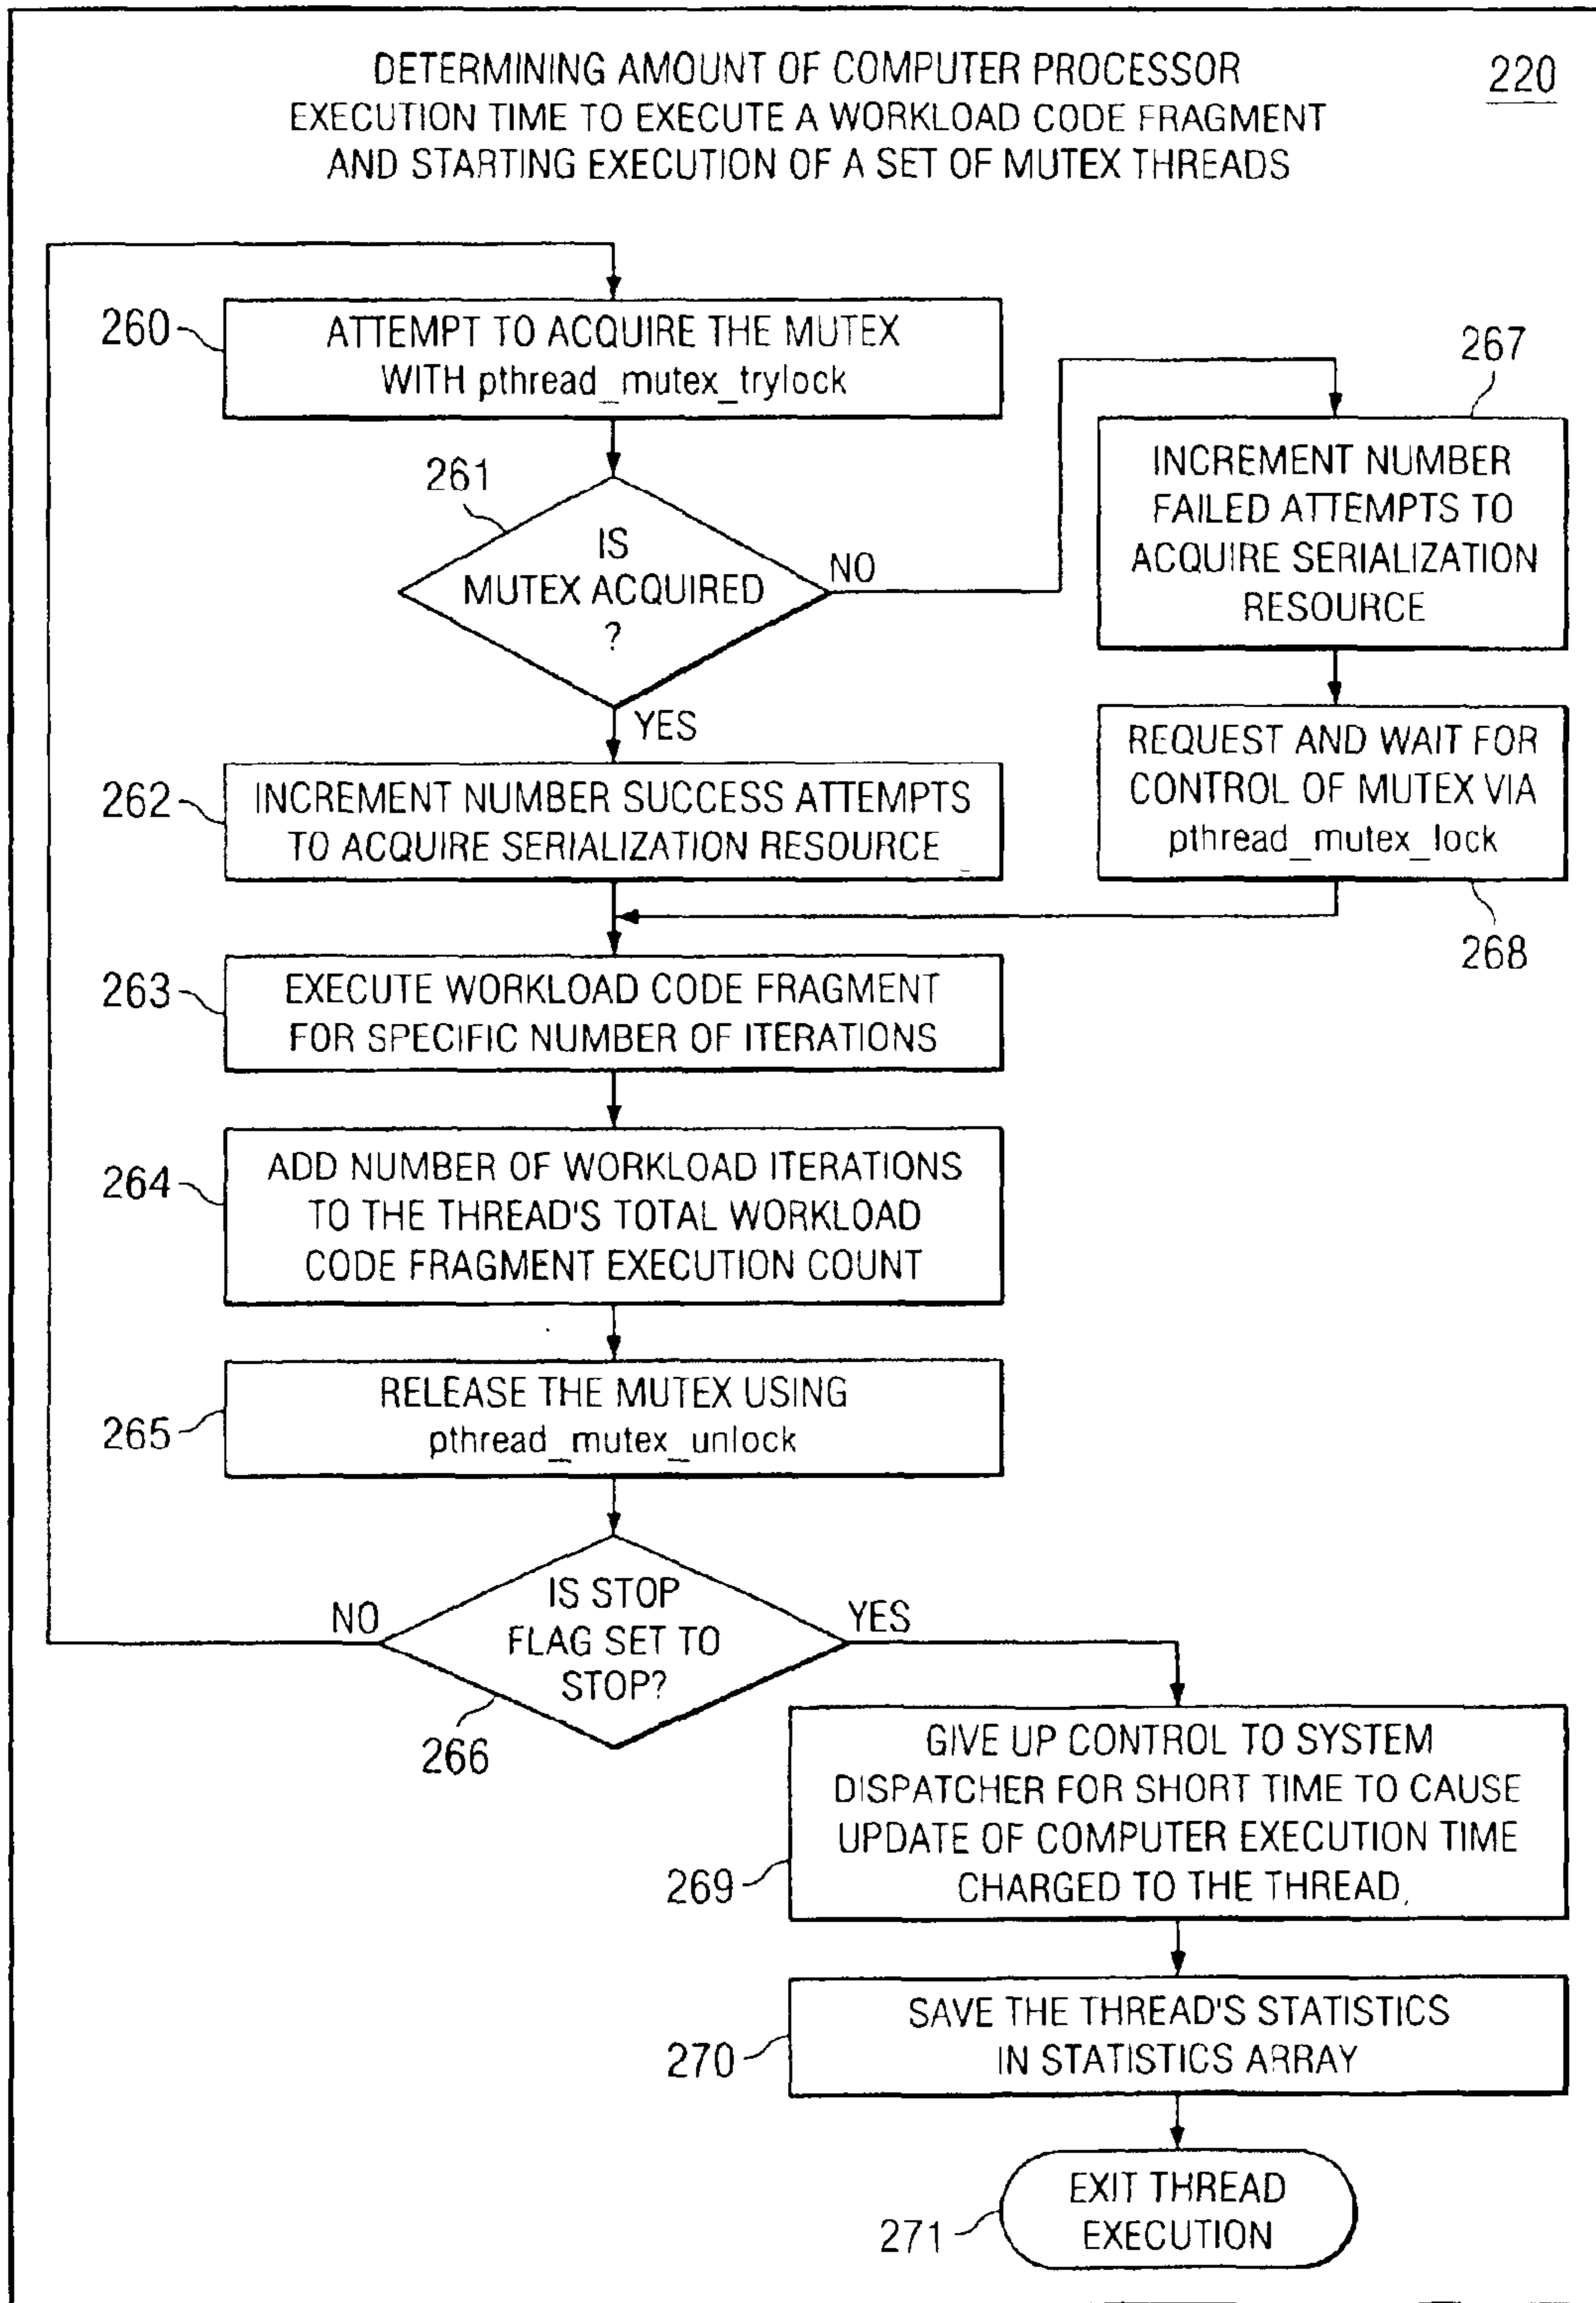 DETERMINING AMOUNT OF COMPUTER PROCESSOR
EXECUTION TIME TO EXECUTE A WORKLOAD CODE FRAGMENT
AND STARTING EXECUTION OF A SET OF MUTEX THREADS
220
260
ATTEMPT TO ACQUIRE THE MUTEX
WITH pthread_mutex_trylock
261
IS
MUTEX ACQUIRED
?
NO
YES
267
INCREMENT NUMBER
FAILED ATTEMPTS TO
ACQUIRE SERIALIZATION
RESOURCE
REQUEST AND WAIT FOR
CONTROL OF MUTEX VIA
pthread_mutex_lock
268
262
INCREMENT NUMBER SUCCESS ATTEMPTS
TO ACQUIRE SERIALIZATION RESOURCE
263
EXECUTE WORKLOAD CODE FRAGMENT
FOR SPECIFIC NUMBER OF ITERATIONS
264
ADD NUMBER OF WORKLOAD ITERATIONS
TO THE THREAD'S TOTAL WORKLOAD
CODE FRAGMENT EXECUTION COUNT
265
RELEASE THE MUTEX USING
pthread_mutex_unlock
NO
IS STOP
FLAG SET TO
STOP?
YES
266
GIVE UP CONTROL TO SYSTEM
DISPATCHER FOR SHORT TIME TO CAUSE
UPDATE OF COMPUTER EXECUTION TIME
CHARGED TO THE THREAD.
269
SAVE THE THREAD'S STATISTICS
IN STATISTICS ARRAY
270
EXIT THREAD
EXECUTION
271